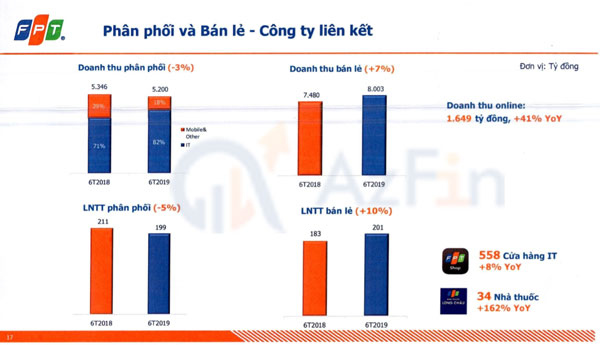 FPT
Phân phối và Bán lẻ - Công ty liên kết
Doanh thu phân phối (-3%)
Doanh thu bán lẻ (+7%)
Đơn vị: Tỷ đồng
5.346
5.200
29%
18%
71%
82%
Mobile&
Other
IT
6T2018
6T2019
7.480
8.003
6T2018
6T2019
Doanh thu online:
1.649 tỷ đồng, +41% YoY
AzFin
LNTT phân phối (-5%)
LNTT bán lẻ (+10%)
211
199
6T2018
6T2019
183
201
6T2018
6T2019
FPT
Shop
558 Cửa hàng IT
+8% YoY
LONG CHÂU
34 Nhà thuốc
+162% YoY
17